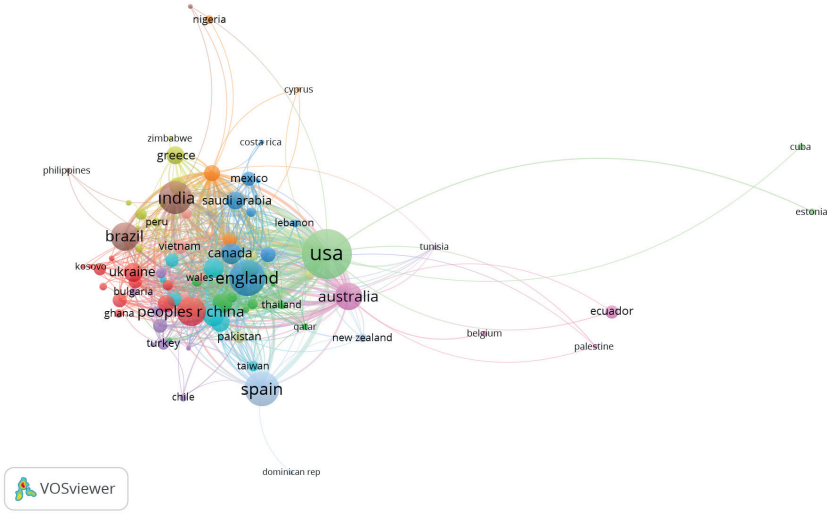 nigeria
cyprus
zimbabwe
costa rica
cuba
greece
philippines
mexico
india
saudi arabia
estonia
peru
lebanon
brazil
vietnam
tunisia
canada
usa
kosovo
ukraine
wales
england
bulgaria
australia
thailand
ghana
peoples r china
ecuador
qatar
belgium
pakistan
new zealand
turkey
palestine
taiwan
spain
chile
dominican rep
VOSviewer